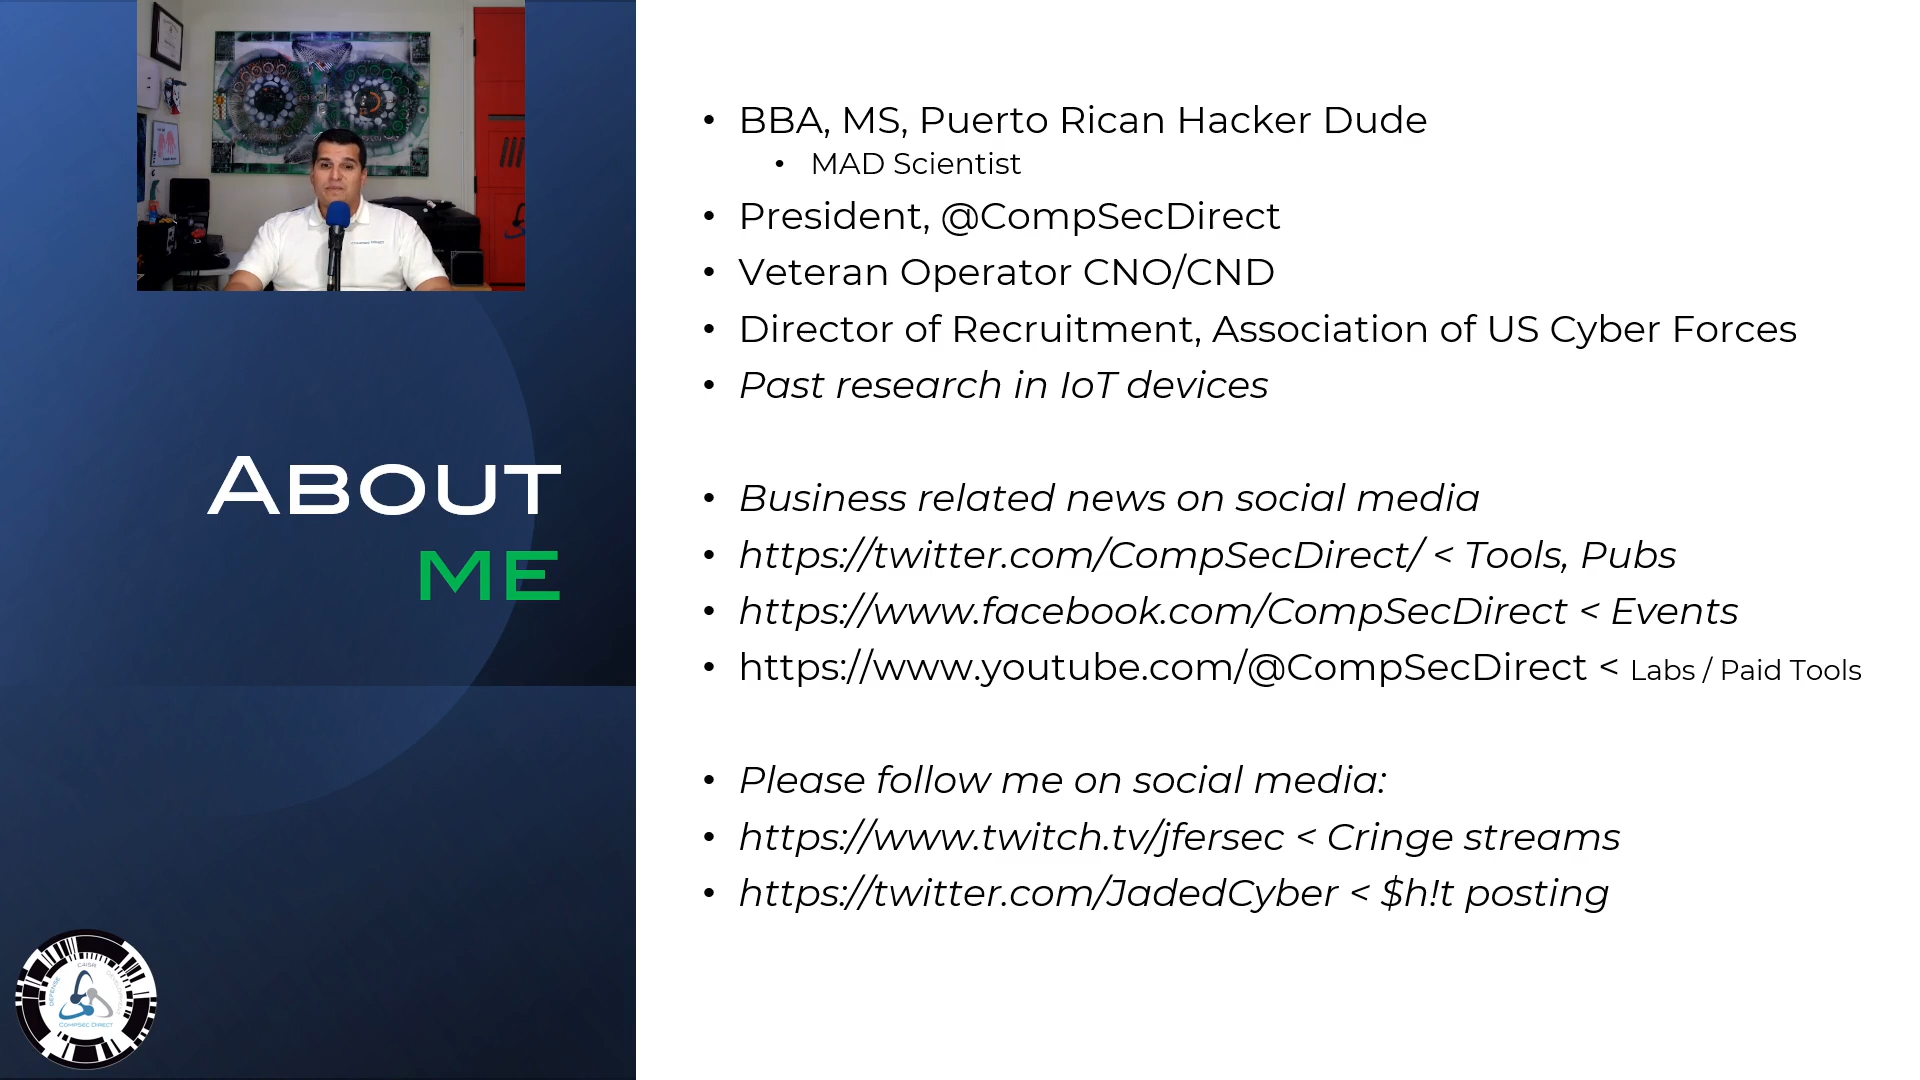 ABOUT
ME
• BBA, MS, Puerto Rican Hacker Dude
• MAD Scientist
• President, @CompSecDirect
• Veteran Operator CNO/CND
• Director of Recruitment, Association of US Cyber Forces
• Past research in IoT devices
• Business related news on social media
• https://twitter.com/CompSecDirect/ < Tools, Pubs
• https://www.facebook.com/CompSecDirect < Events
• https://www.youtube.com/@CompSecDirect < Labs / Paid Tools
• Please follow me on social media:
• https://www.twitch.tv/jfersec < Cringe streams
• https://twitter.com/JadedCyber < $h!t posting
DEFENSE
COMPSEC DIRECT